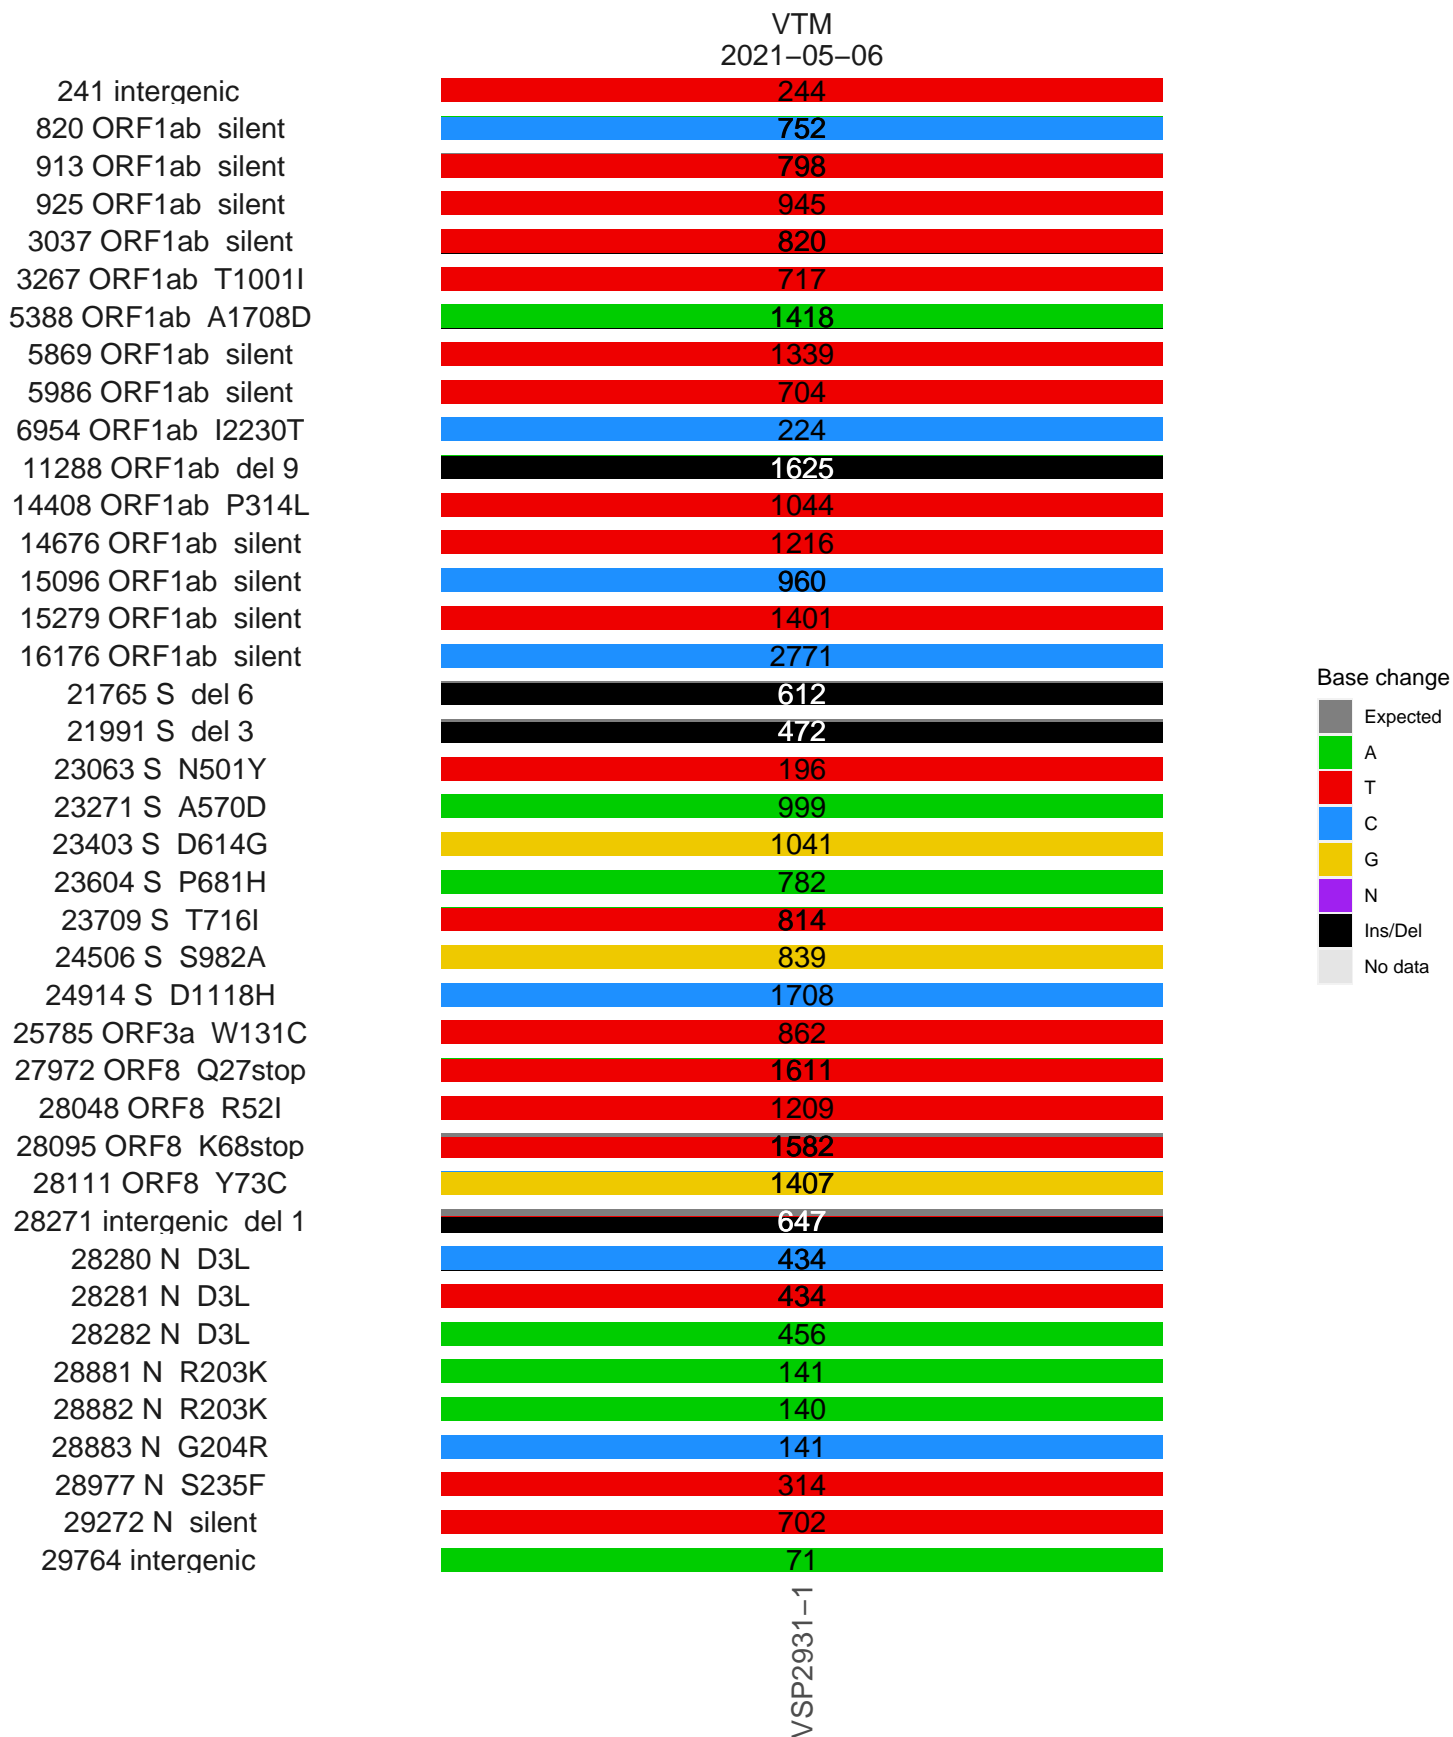 VTM
2021−05−06
241 intergenic 244
820 ORF1ab silent 752
913 ORF1ab silent 798
925 ORF1ab silent 945
3037 ORF1ab silent 820
3267 ORF1ab T1001I 717
5388 ORF1ab A1708D 1418
5869 ORF1ab silent 1339
5986 ORF1ab silent 704
6954 ORF1ab I2230T 224
11288 ORF1ab del 9 1625
14408 ORF1ab P314L 1044
14676 ORF1ab silent 1216
15096 ORF1ab silent 960
15279 ORF1ab silent 1401
16176 ORF1ab silent 2771
21765 S del 6 612
21991 S del 3 472
23063 S N501Y 196
23271 S A570D 999
23403 S D614G 1041
23604 S P681H 782
23709 S T716I 814
24506 S S982A 839
24914 S D1118H 1708
25785 ORF3a W131C 862
27972 ORF8 Q27stop 1611
28048 ORF8 R52I 1209
28095 ORF8 K68stop 1582
28111 ORF8 Y73C 1407
28271 intergenic del 1 647
28280 N D3L 434
28281 N D3L 434
28282 N D3L 456
28881 N R203K 141
28882 N R203K 140
28883 N G204R 141
28977 N S235F 314
29272 N silent 702
29764 intergenic 71
VSP2931−1
Base change
Expected
A
T
C
G
N
Ins/Del
No data